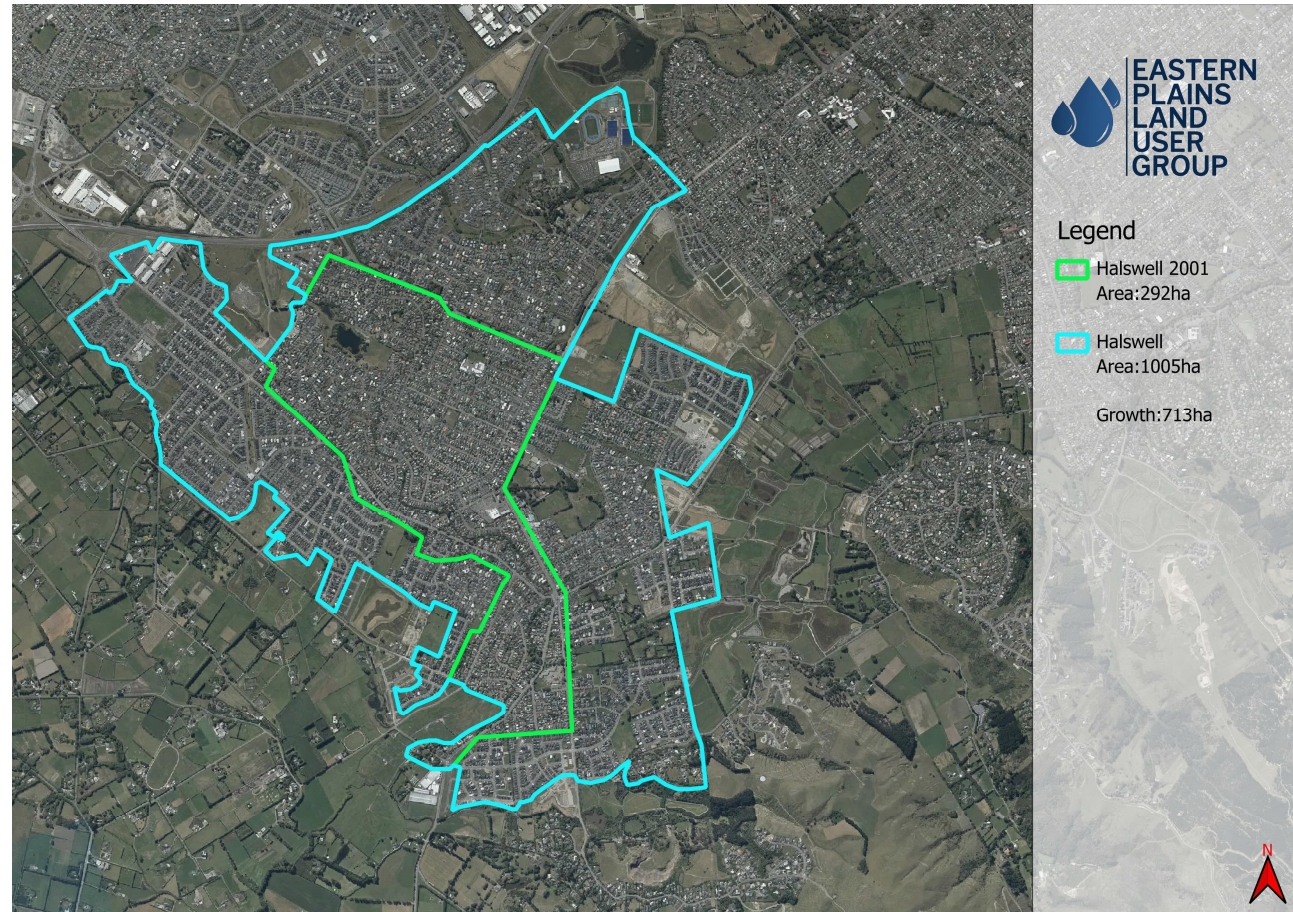 EASTERN
PLAINS
LAND
USER
GROUP
Legend
Halswell 2001
Area:292ha
Halswell
Area:1005ha
Growth:713ha
N